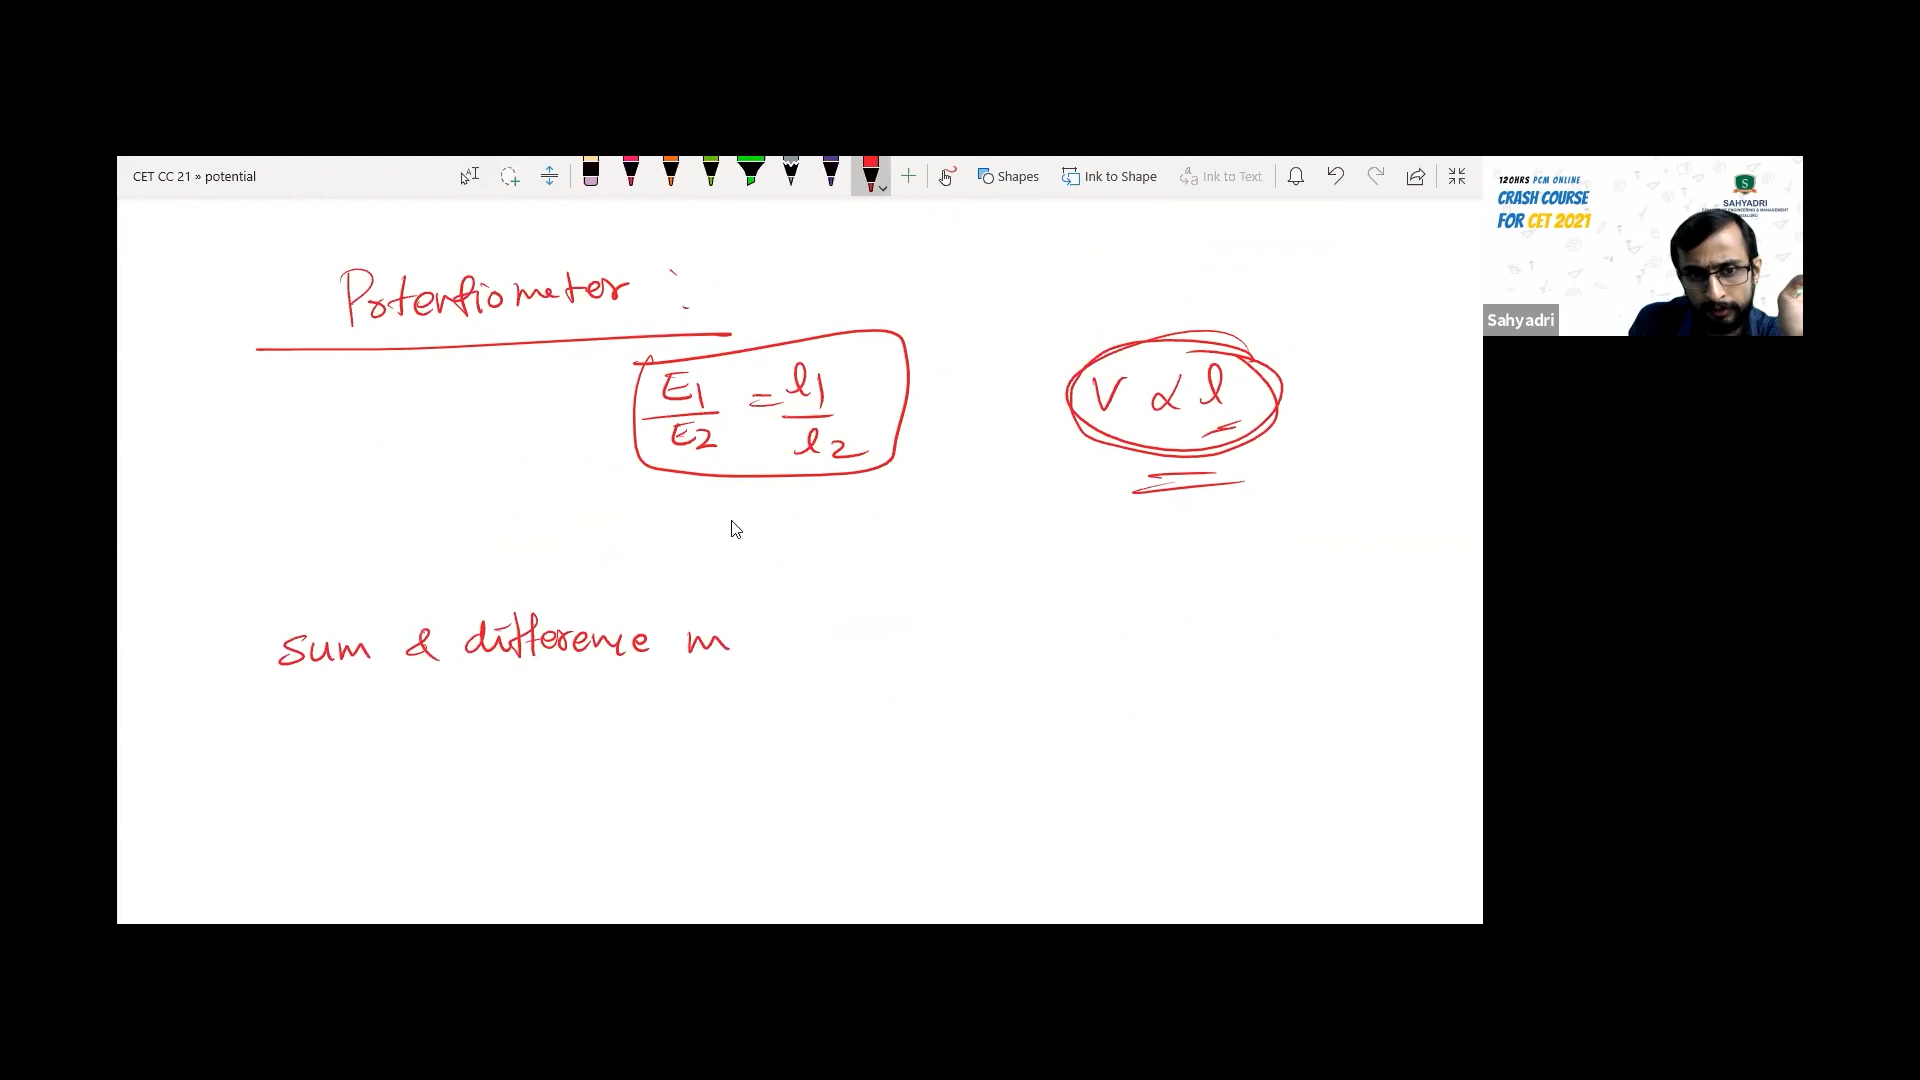 CET CC 21 » potential
Shapes
Ink to Shape
Ink to Text
Potentiometer :
E1
E2
=
l1
l2
V ∝ l
sum & difference m
120HRS PCM ONLINE
CRASH COURSE
FOR CET 2021
S
SAHYADRI
Sahyadri